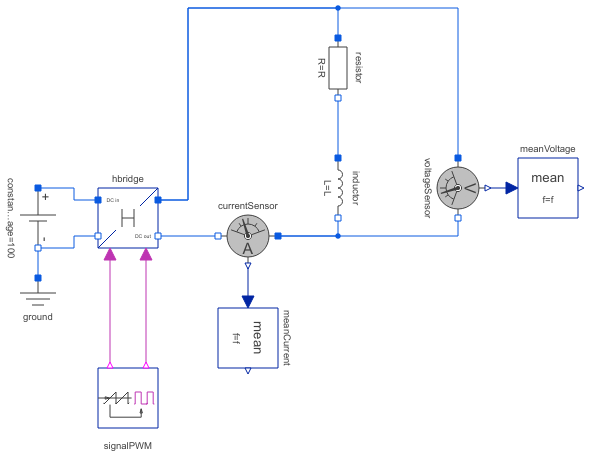 resistor
R=R
meanVoltage
mean
f=f
voltageSensor
V
inductor
L=L
hbridge
DC in
DC out
constan...age=100
+
-
currentSensor
A
ground
mean
f=f
meanCurrent
signalPWM